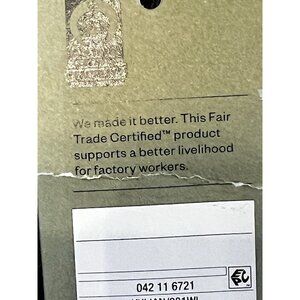 We made it better. This Fair
Trade Certified™ product
supports a better livelihood
for factory workers.
042 11 6721